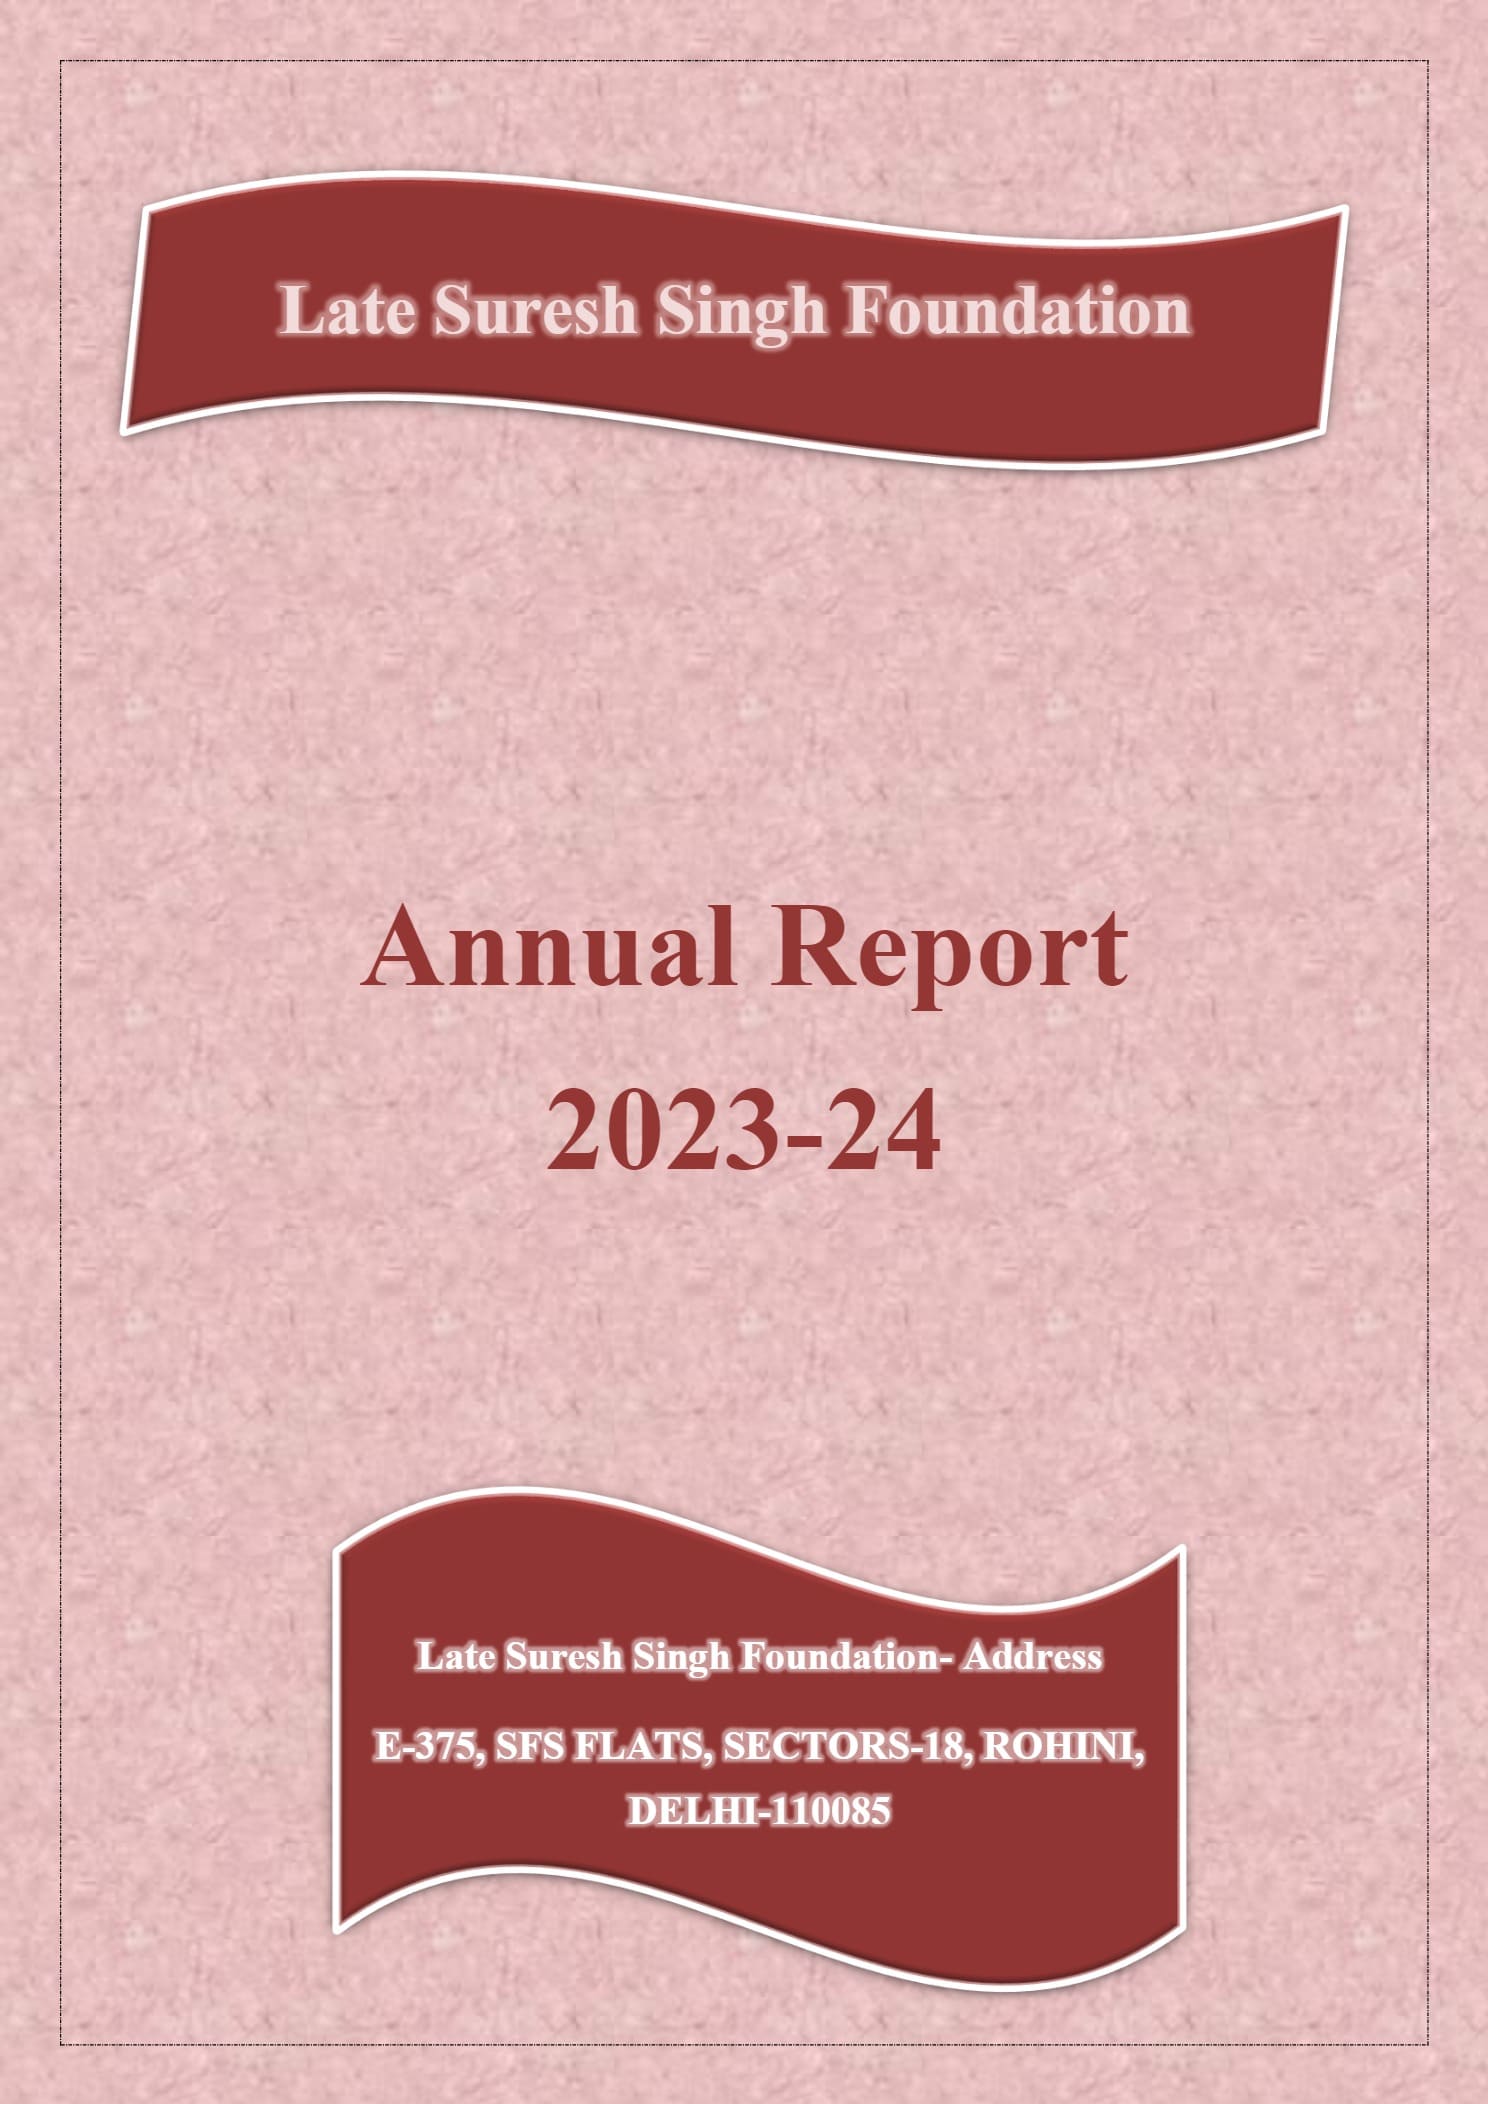 Late Suresh Singh Foundation
Annual Report
2023-24
Late Suresh Singh Foundation- Address
E-375, SFS FLATS, SECTORS-18, ROHINI,
DELHI-110085